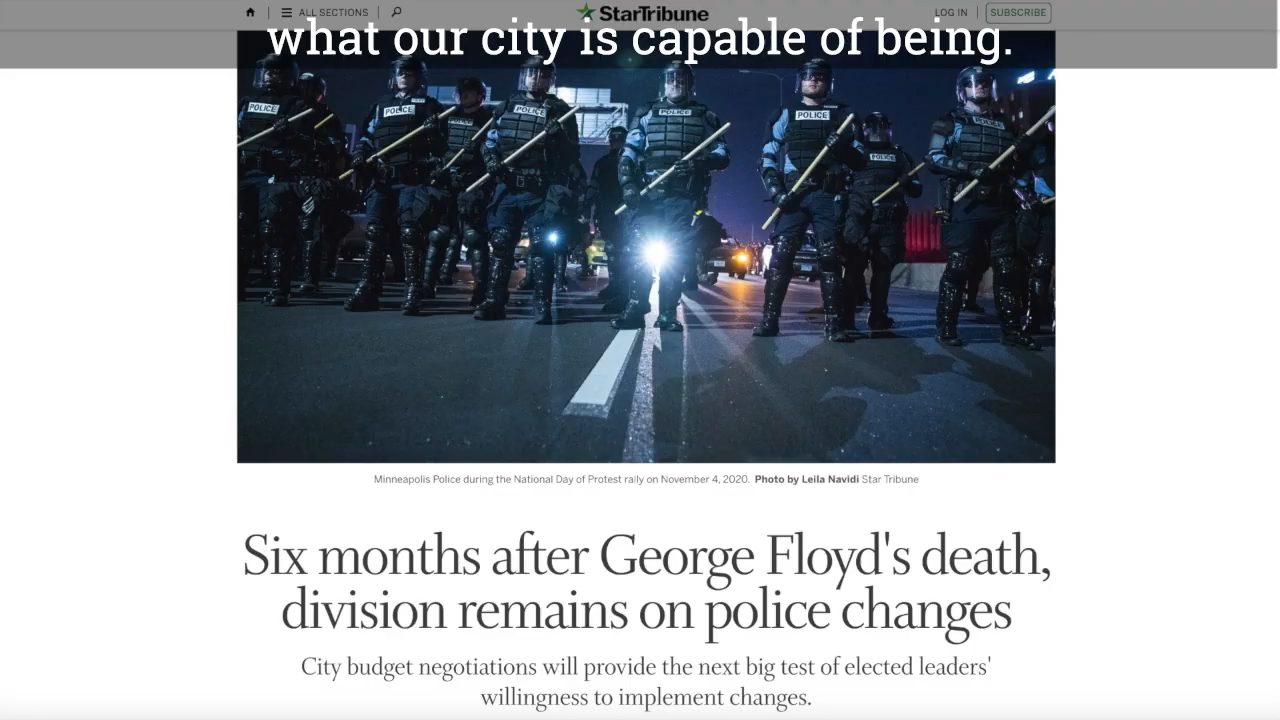 ALL SECTIONS
StarTribune
LOG IN
SUBSCRIBE
what our city is capable of being.
POLICE
POLICE
POLICE
POLICE
POLICE
POLICE
POLICE
Minneapolis Police during the National Day of Protest rally on November 4, 2020. Photo by Leila Navidi Star Tribune
Six months after George Floyd's death,
division remains on police changes
City budget negotiations will provide the next big test of elected leaders'
willingness to implement changes.